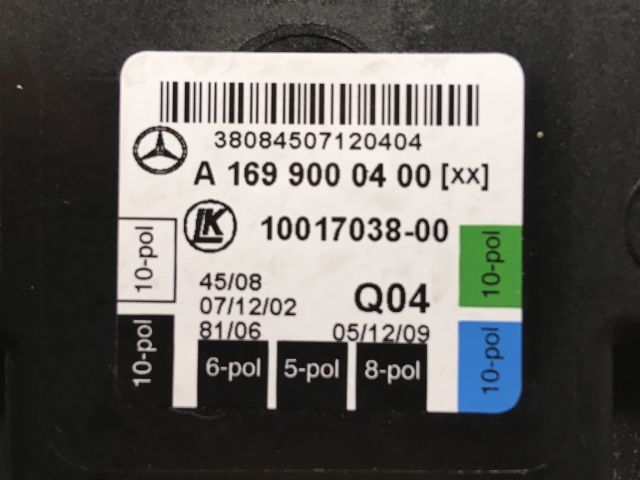 38084507120404
A 169 900 04 00 [xx]
LK
10017038-00
10-pol
10-pol
45/08
07/12/02
Q04
81/06
05/12/09
10-pol
6-pol
5-pol
8-pol
10-pol